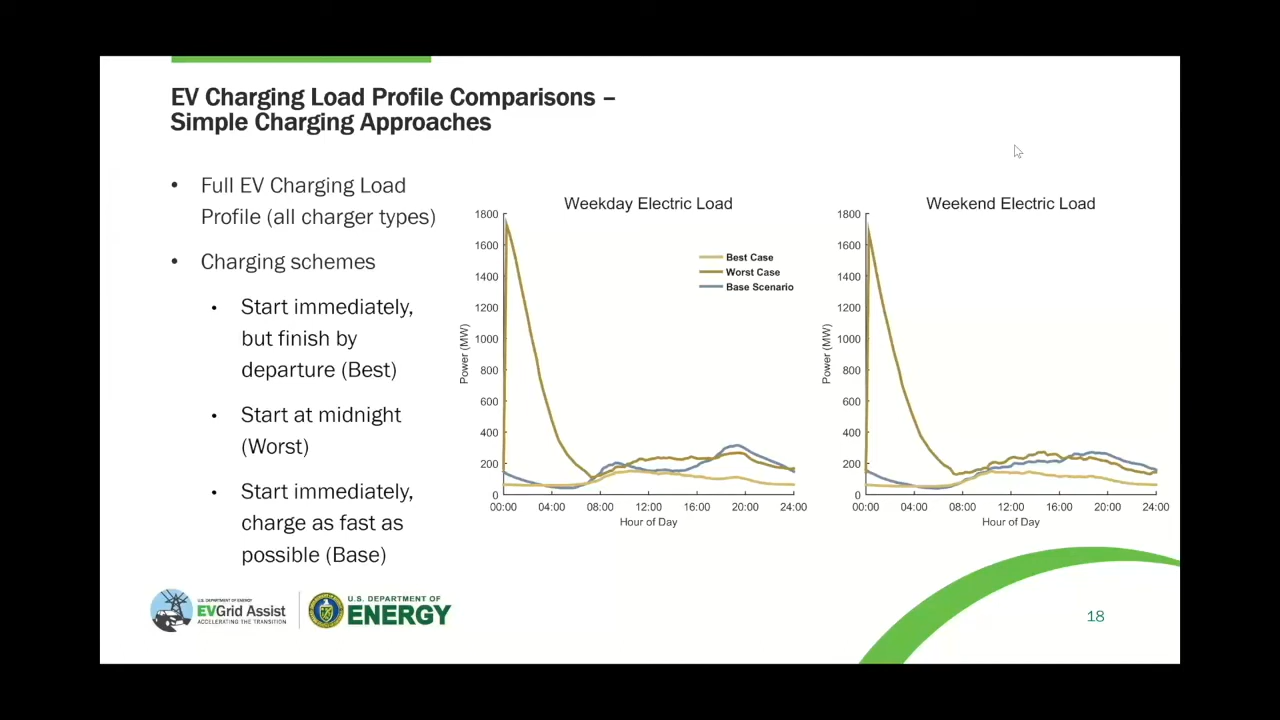 EV Charging Load Profile Comparisons –
Simple Charging Approaches
• Full EV Charging Load
Profile (all charger types)
• Charging schemes
• Start immediately,
but finish by
departure (Best)
• Start at midnight
(Worst)
• Start immediately,
charge as fast as
possible (Base)
Weekday Electric Load
1800
1600
1400
1200
1000
800
600
400
200
0
Power (MW)
Best Case
Worst Case
Base Scenario
00:00 04:00 08:00 12:00 16:00 20:00 24:00
Hour of Day
Weekend Electric Load
1800
1600
1400
1200
1000
800
600
400
200
0
Power (MW)
00:00 04:00 08:00 12:00 16:00 20:00 24:00
Hour of Day
U.S. DEPARTMENT OF ENERGY
EVGrid Assist
ACCELERATING THE TRANSITION
U.S. DEPARTMENT OF
ENERGY
18